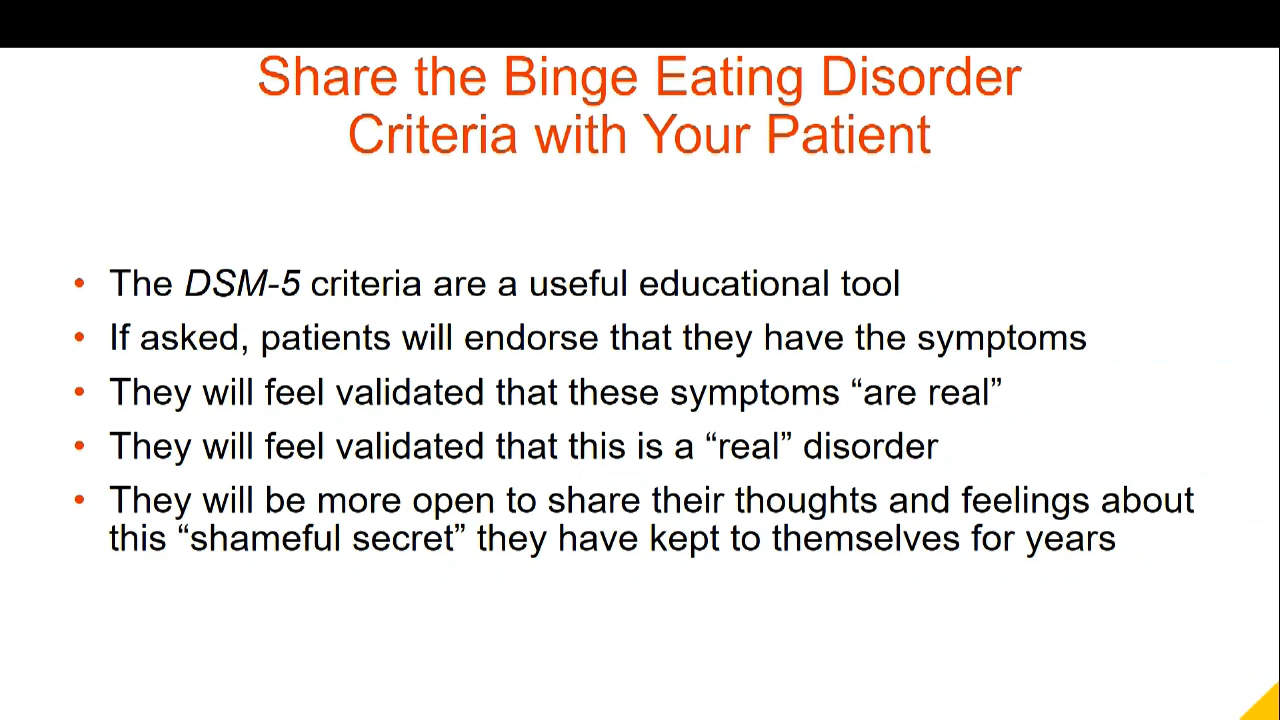 Share the Binge Eating Disorder
Criteria with Your Patient
• The DSM-5 criteria are a useful educational tool
• If asked, patients will endorse that they have the symptoms
• They will feel validated that these symptoms “are real”
• They will feel validated that this is a “real” disorder
• They will be more open to share their thoughts and feelings about
this “shameful secret” they have kept to themselves for years